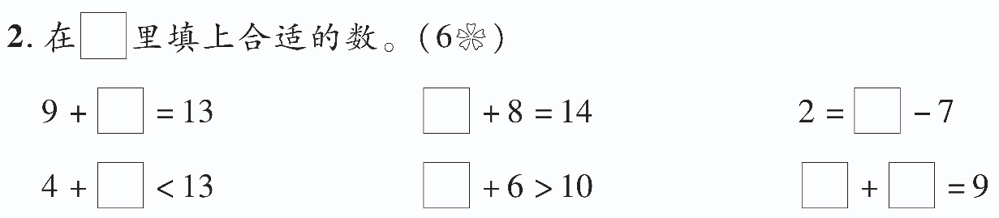 2. 在□里填上合适的数。(6❀)
9 + □ = 13 □ + 8 = 14 2 = □ - 7
4 + □ < 13 □ + 6 > 10 □ + □ = 9